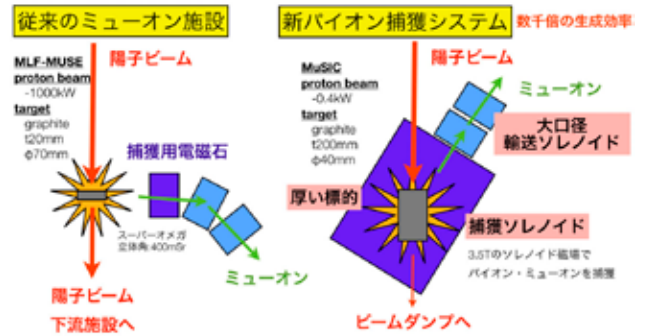 従来のミューオン施設
MLF-MUSE
proton beam
-1000kW
target
graphite
t20mm
φ70mm
陽子ビーム
捕獲用電磁石
スーパーオメガ
立体角:400mSr
ミューオン
陽子ビーム
下流施設へ
新パイオン捕獲システム
数千倍の生成効率
MuSIC
proton beam
-0.4kW
target
graphite
t200mm
φ40mm
陽子ビーム
ミューオン
大口径
輸送ソレノイド
厚い標的
捕獲ソレノイド
3.5Tのソレノイド磁場で
パイオン・ミューオンを捕獲
ビームダンプへ